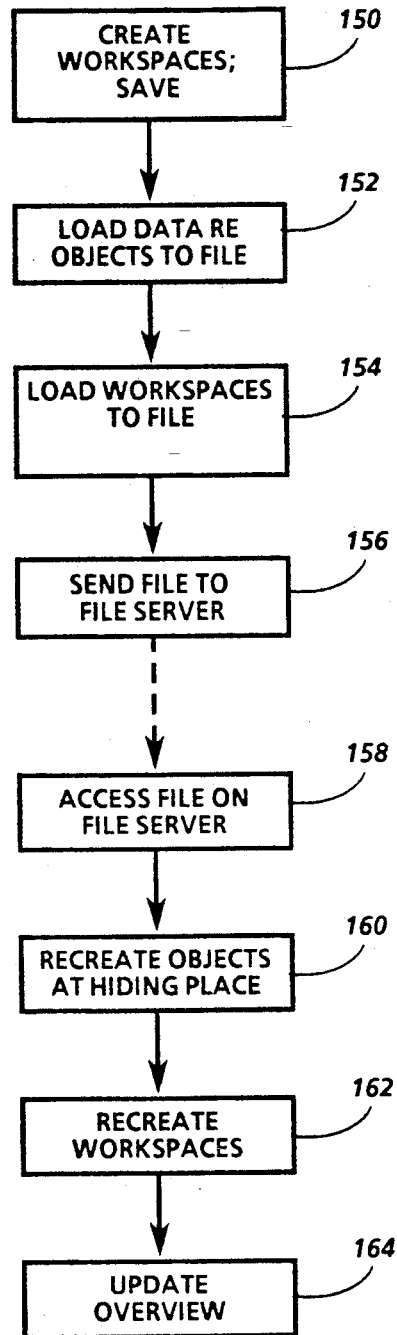 150
CREATE
WORKSPACES;
SAVE
152
LOAD DATA RE
OBJECTS TO FILE
154
LOAD WORKSPACES
TO FILE
156
SEND FILE TO
FILE SERVER
158
ACCESS FILE ON
FILE SERVER
160
RECREATE OBJECTS
AT HIDING PLACE
162
RECREATE
WORKSPACES
164
UPDATE
OVERVIEW